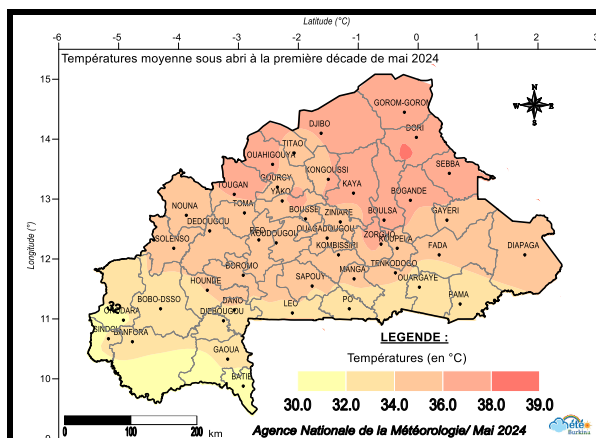 Latitude (°C)
-6 -5 -4 -3 -2 -1 0 1 2 3
Températures moyenne sous abri à la première décade de mai 2024
15
GOROM-GORON
N
W E
S
DJIBO
DORI
14
TITAO
OUAHIGOUYA
KONGOUSSI
SEBBA
GOURCY
TOUGAN
KAYA
YAKO
BOGANDE
13
NOUNA
TOMA
BOUSSE
ZINIARE
BOULSA
GAYERI
DEDOUGOU
REO
OUAGADOUGOU
ZORGHO
SOLENSO
KOUDOUGOU
KOUPELA
KOMBISSIRI
FADA
DIAPAGA
Longitude (°)
12
BOROMO
MANGA
TENKODOGO
HOUNDE
SAPOUY
OUARGAYE
BOBO-DSSO
DANO
LEO
PO
PAMA
ORODARA
11
DIEBOUGOU
SINDOU
BANFORA
LEGENDE :
GAOUA
Températures (en °C)
10
BATIE
30.0 32.0 34.0 36.0 38.0 39.0
9
0 100 200
km
Agence Nationale de la Météorologie/ Mai 2024
météo
Burkina